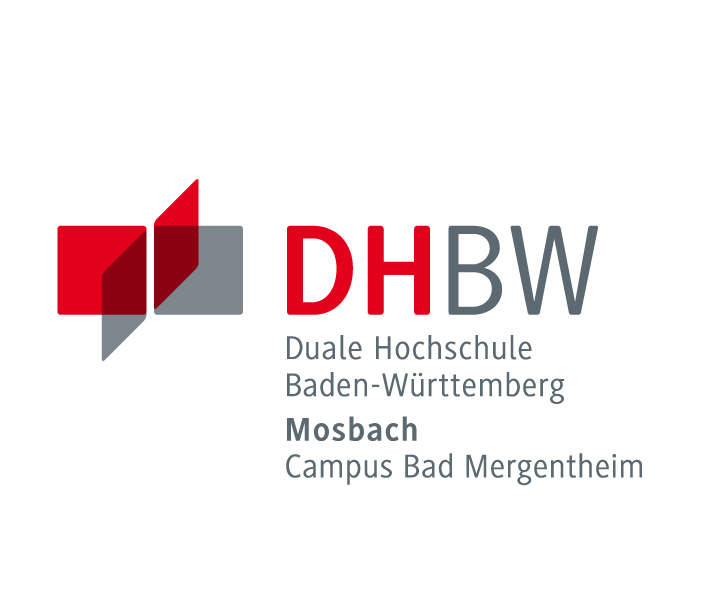 DHBW
Duale Hochschule
Baden-Württemberg
Mosbach
Campus Bad Mergentheim